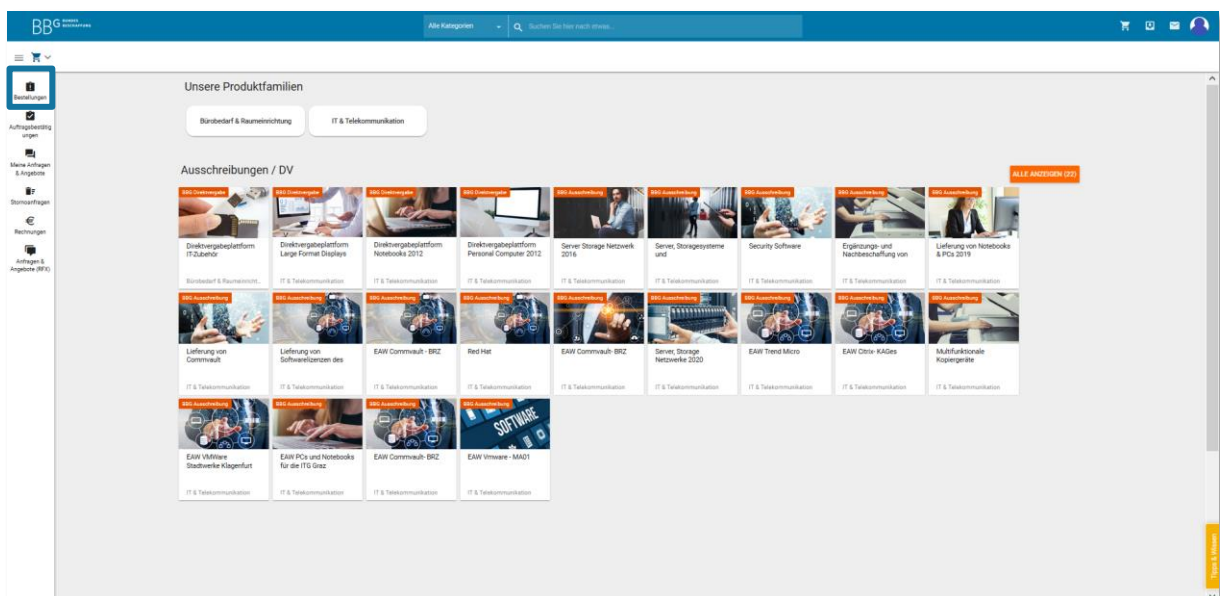 BBG BUNDES BESCHAFFUNG
Alle Kategorien
Suchen Sie hier nach etwas...
Bestellungen
Auftragsbestätig
ungen
Meine Anfragen
& Angebote
Stornoanfragen
Rechnungen
Anfragen &
Angebote (RFX)
Unsere Produktfamilien
Bürobedarf & Raumeinrichtung
IT & Telekommunikation
Ausschreibungen / DV
ALLE ANZEIGEN (22)
BBG Direktvergabe
Direktvergabeplattform
IT-Zubehör
Bürobedarf & Raumeinricht...
BBG Direktvergabe
Direktvergabeplattform
Large Format Displays
IT & Telekommunikation
BBG Direktvergabe
Direktvergabeplattform
Notebooks 2012
IT & Telekommunikation
BBG Direktvergabe
Direktvergabeplattform
Personal Computer 2012
IT & Telekommunikation
BBG Ausschreibung
Server Storage Netzwerk
2016
IT & Telekommunikation
BBG Ausschreibung
Server, Storagesysteme
und
IT & Telekommunikation
BBG Ausschreibung
Security Software
IT & Telekommunikation
BBG Ausschreibung
Ergänzungs- und
Nachbeschaffung von
IT & Telekommunikation
BBG Ausschreibung
Lieferung von Notebooks
& PCs 2019
IT & Telekommunikation
BBG Ausschreibung
Lieferung von
Commvault
IT & Telekommunikation
BBG Ausschreibung
Lieferung von
Softwarelizenzen des
IT & Telekommunikation
BBG Ausschreibung
EAW Commvault - BRZ
IT & Telekommunikation
BBG Ausschreibung
Red Hat
IT & Telekommunikation
BBG Ausschreibung
EAW Commvault- BRZ
IT & Telekommunikation
BBG Ausschreibung
Server, Storage
Netzwerke 2020
IT & Telekommunikation
BBG Ausschreibung
EAW Trend Micro
IT & Telekommunikation
BBG Ausschreibung
EAW Citrix- KAGes
IT & Telekommunikation
BBG Ausschreibung
Multifunktionale
Kopiergeräte
IT & Telekommunikation
BBG Ausschreibung
EAW VMWare
Stadtwerke Klagenfurt
IT & Telekommunikation
BBG Ausschreibung
EAW PCs und Notebooks
für die ITG Graz
IT & Telekommunikation
BBG Ausschreibung
EAW Commvault- BRZ
IT & Telekommunikation
BBG Ausschreibung
SOFTWARE
EAW Vmware - MA01
IT & Telekommunikation
Tipps & Wissen